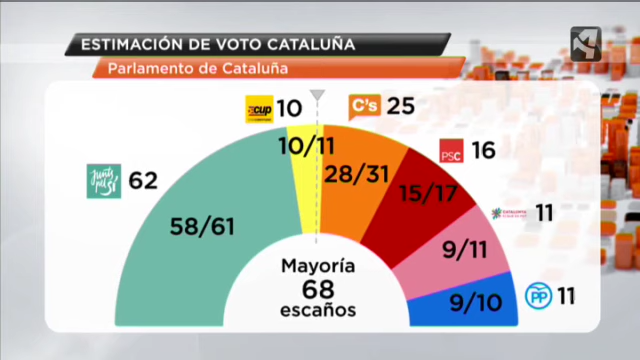 ESTIMACIÓN DE VOTO CATALUÑA
Parlamento de Cataluña
cup 10
C's 25
10/11
PSC 16
Junts pel Sí 62
28/31
15/17
CATALUNYA 11
58/61
9/11
Mayoría
68
escaños
9/10
PP 11